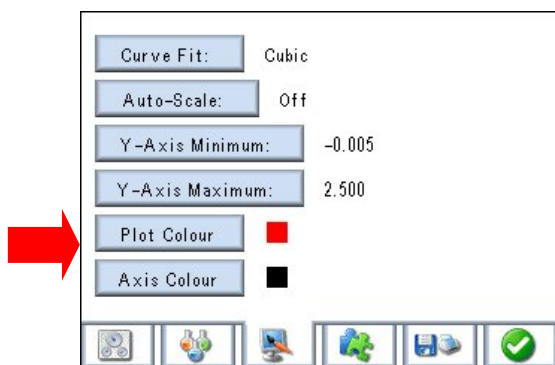 Curve Fit: Cubic
Auto-Scale: Off
Y-Axis Minimum: -0.005
Y-Axis Maximum: 2.500
Plot Colour
Axis Colour